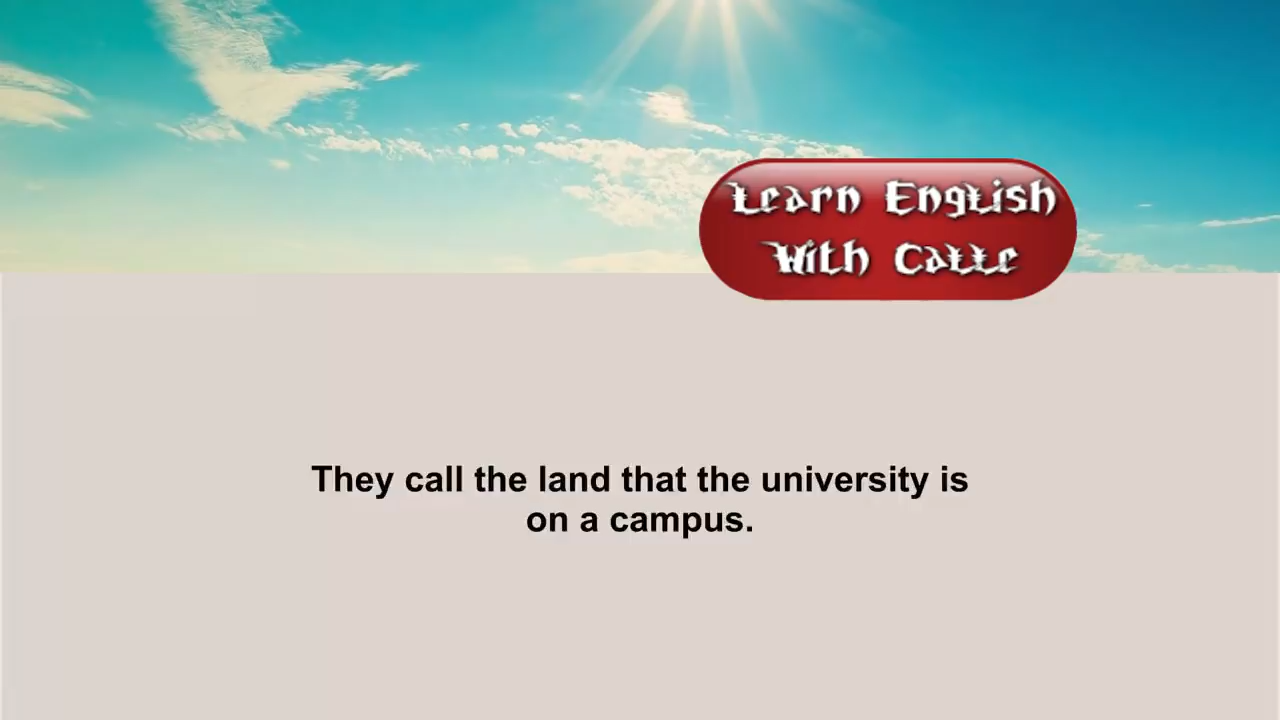 Learn English
With Calle
They call the land that the university is
on a campus.